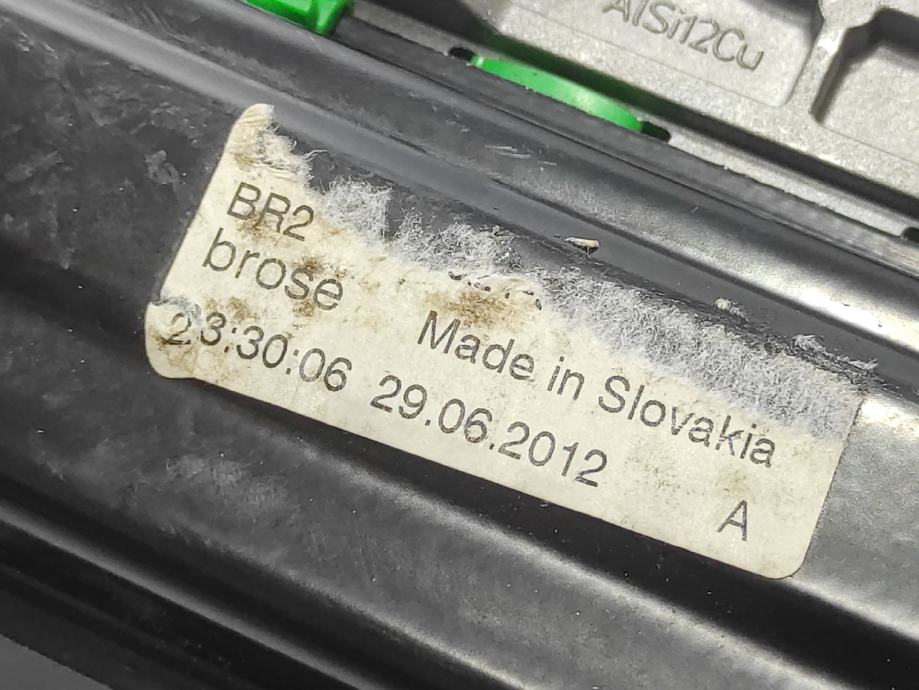 AlSi12Cu
BR2
brose
Made in Slovakia
23:30:06 29.06.2012
A